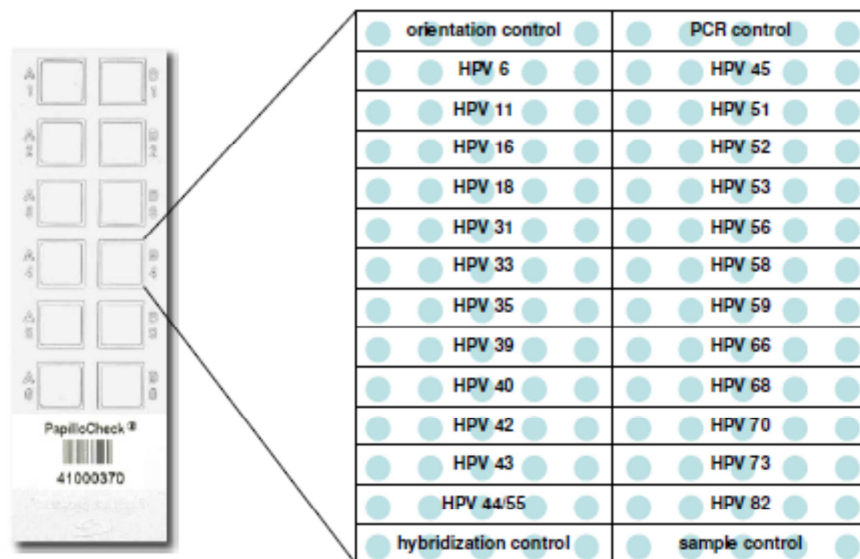 A 1
B 1
A 2
B 2
A 3
B 3
A 4
B 4
A 5
B 5
A 6
B 6
PapilloCheck®
41000370
orientation control PCR control
HPV 6 HPV 45
HPV 11 HPV 51
HPV 16 HPV 52
HPV 18 HPV 53
HPV 31 HPV 56
HPV 33 HPV 58
HPV 35 HPV 59
HPV 39 HPV 66
HPV 40 HPV 68
HPV 42 HPV 70
HPV 43 HPV 73
HPV 44/55 HPV 82
hybridization control sample control